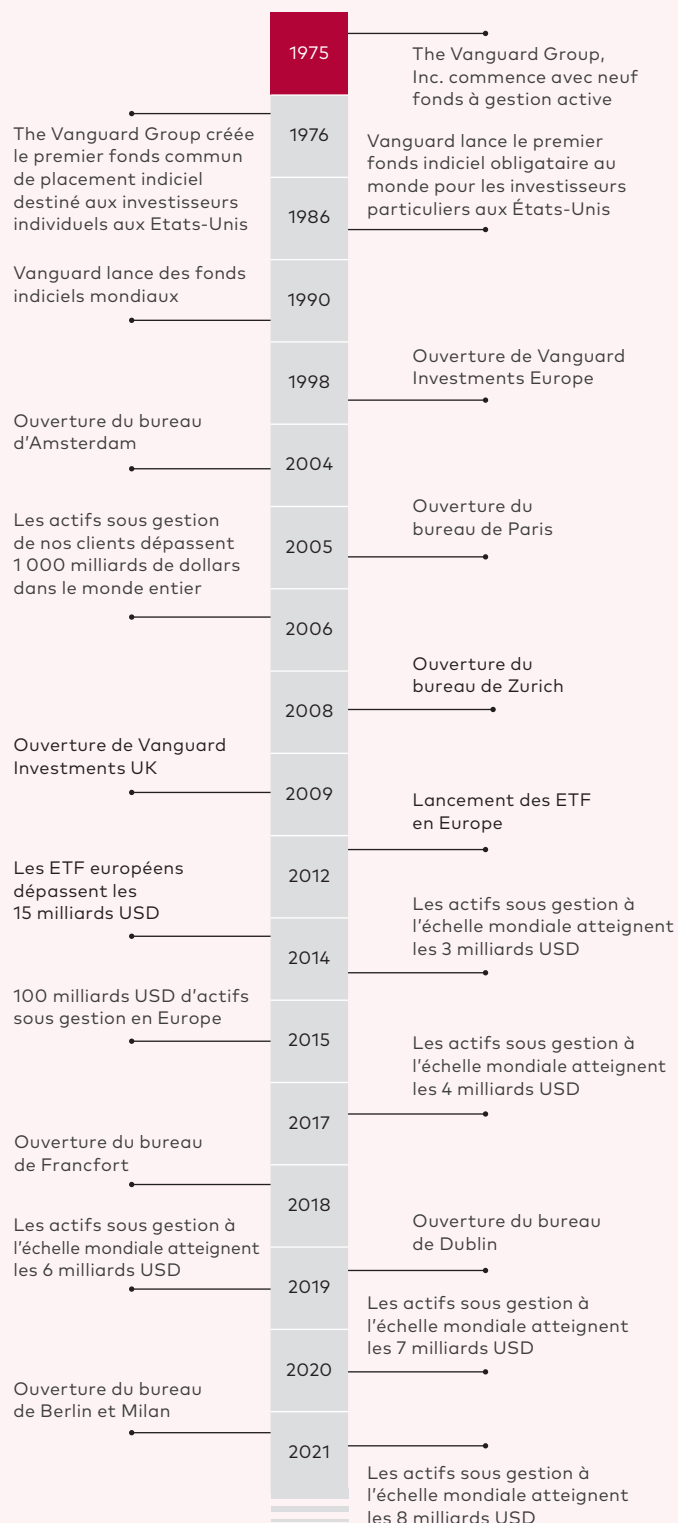 1975
The Vanguard Group,
Inc. commence avec neuf
fonds à gestion active
The Vanguard Group créée
le premier fonds commun
de placement indiciel
destiné aux investisseurs
individuels aux Etats-Unis
1976
Vanguard lance le premier
fonds indiciel obligataire au
monde pour les investisseurs
particuliers aux États-Unis
1986
Vanguard lance des fonds
indiciels mondiaux
1990
Ouverture de Vanguard
Investments Europe
1998
Ouverture du bureau
d'Amsterdam
2004
Ouverture du
bureau de Paris
2005
Les actifs sous gestion
de nos clients dépassent
1 000 milliards de dollars
dans le monde entier
2006
Ouverture du
bureau de Zurich
2008
Ouverture de Vanguard
Investments UK
2009
Lancement des ETF
en Europe
2012
Les ETF européens
dépassent les
15 milliards USD
2014
Les actifs sous gestion à
l'échelle mondiale atteignent
les 3 milliards USD
100 milliards USD d'actifs
sous gestion en Europe
2015
Les actifs sous gestion à
l'échelle mondiale atteignent
les 4 milliards USD
2017
Ouverture du bureau
de Francfort
2018
Les actifs sous gestion à
l'échelle mondiale atteignent
les 6 milliards USD
Ouverture du bureau
de Dublin
2019
Les actifs sous gestion à
l'échelle mondiale atteignent
les 7 milliards USD
2020
Ouverture du bureau
de Berlin et Milan
2021
Les actifs sous gestion à
l'échelle mondiale atteignent
les 8 milliards USD